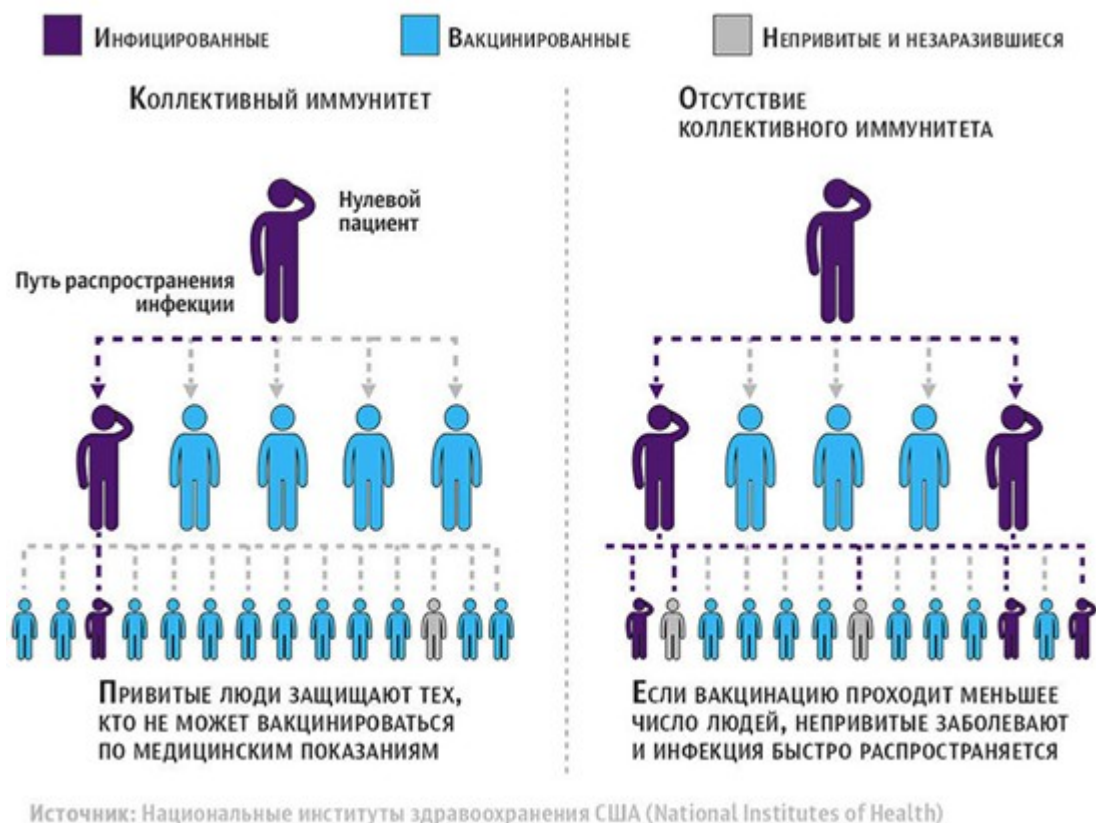 Инфицированные
Вакцинированные
Непривитые и незаразившиеся
Коллективный иммунитет
Отсутствие
коллективного иммунитета
Нулевой
пациент
Путь распространения
инфекции
Привитые люди защищают тех,
кто не может вакцинироваться
по медицинским показаниям
Если вакцинацию проходит меньшее
число людей, непривитые заболевают
и инфекция быстро распространяется
Источник: Национальные институты здравоохранения США (National Institutes of Health)